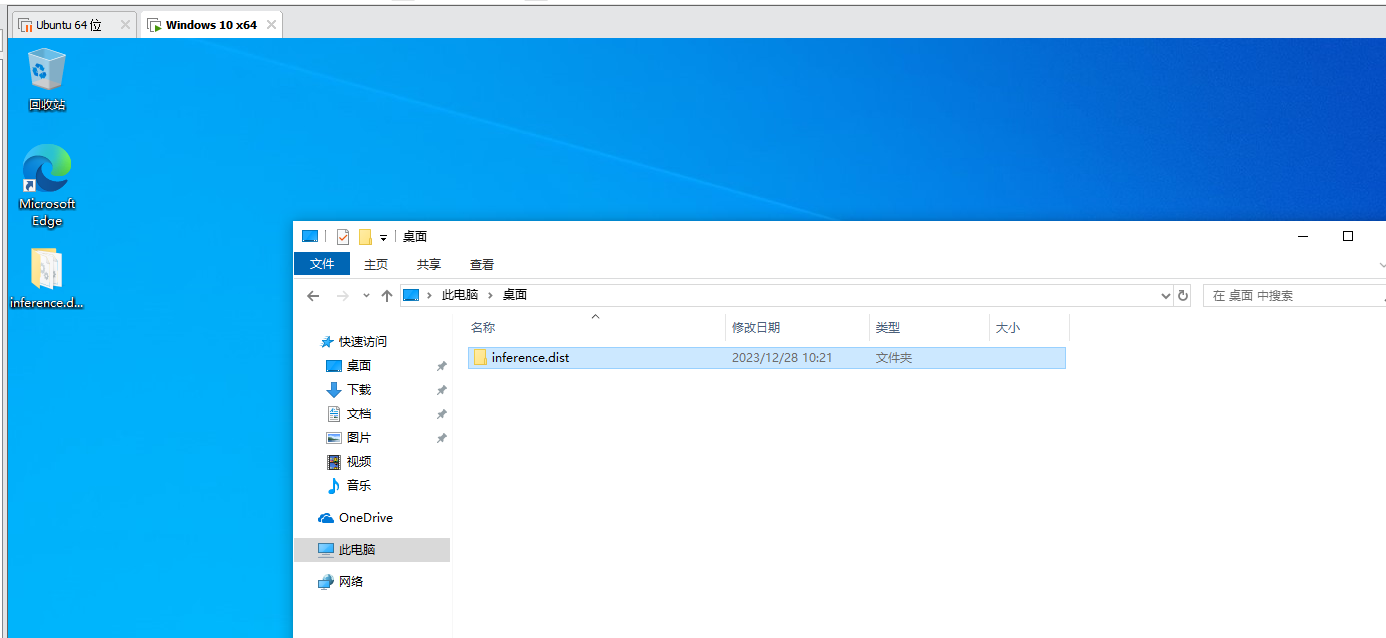 Ubuntu 64 位
Windows 10 x64
回收站
Microsoft
Edge
inference.d...
桌面
文件 主页 共享 查看
此电脑 桌面
在 桌面 中搜索
名称 修改日期 类型 大小
inference.dist 2023/12/28 10:21 文件夹
快速访问
桌面
下载
文档
图片
视频
音乐
OneDrive
此电脑
网络